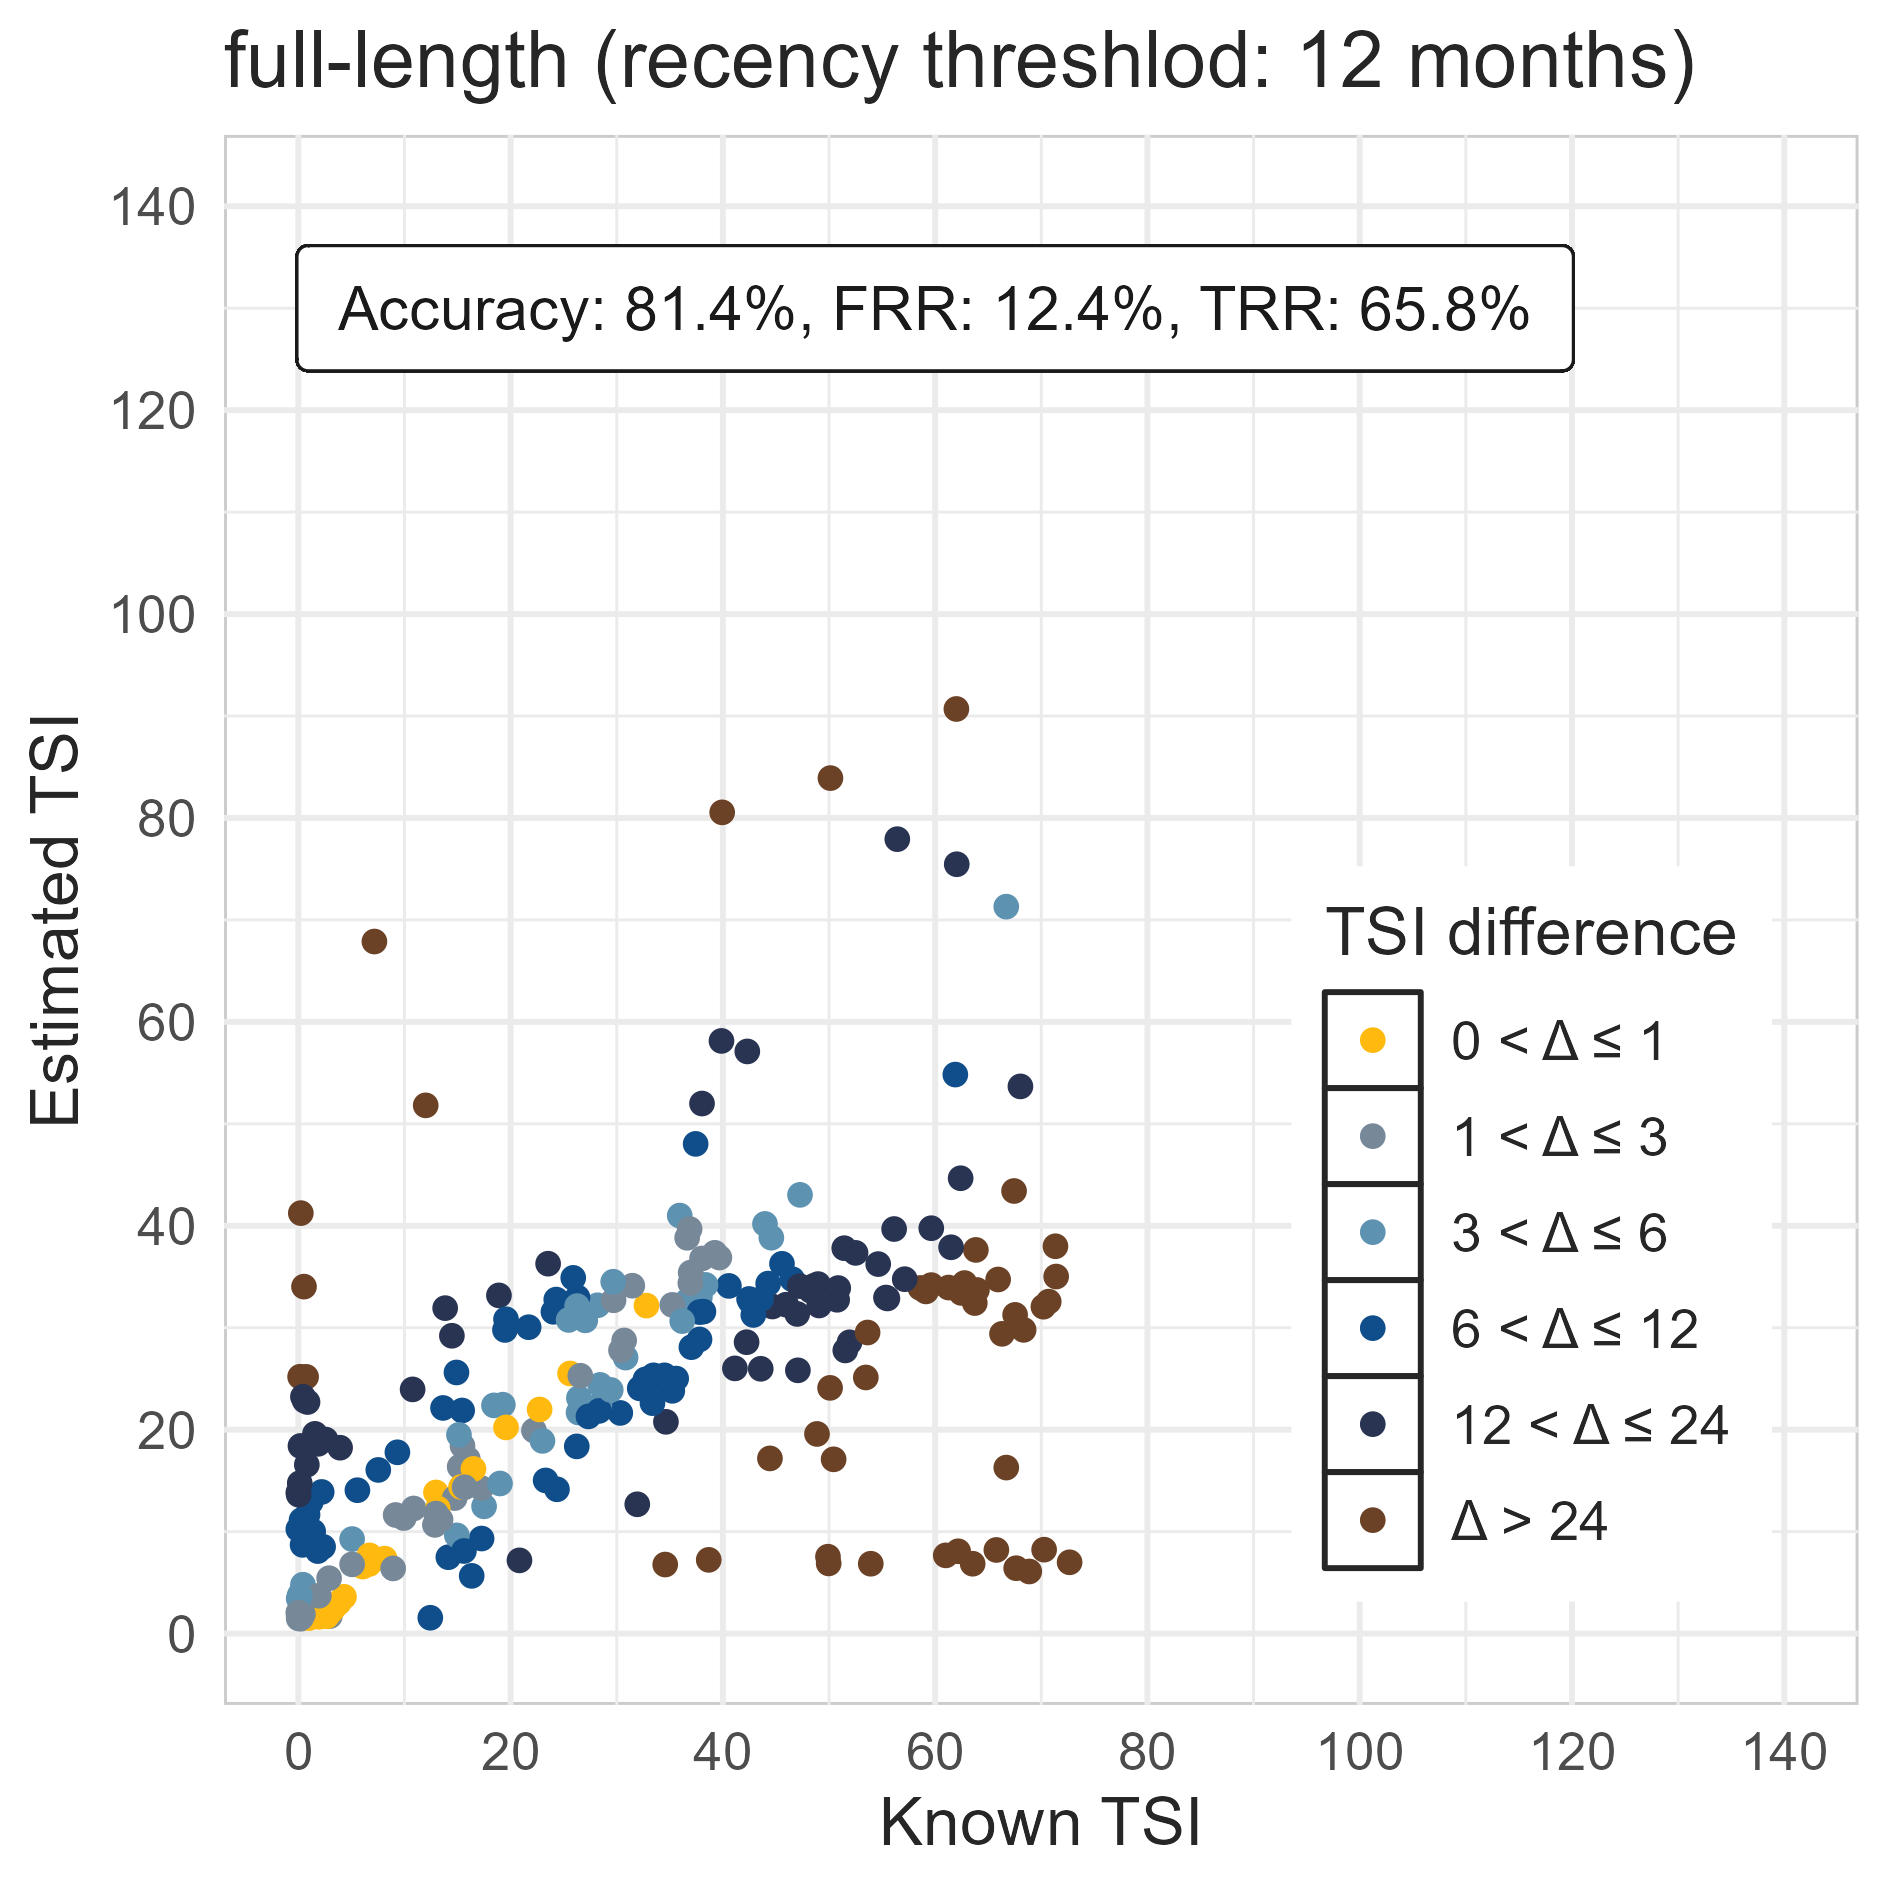 full-length (recency threshlod: 12 months)
140
Accuracy: 81.4%, FRR: 12.4%, TRR: 65.8%
120
100
80
60
40
20
0
Estimated TSI
TSI difference
0 < Δ ≤ 1
1 < Δ ≤ 3
3 < Δ ≤ 6
6 < Δ ≤ 12
12 < Δ ≤ 24
Δ > 24
0 20 40 60 80 100 120 140
Known TSI